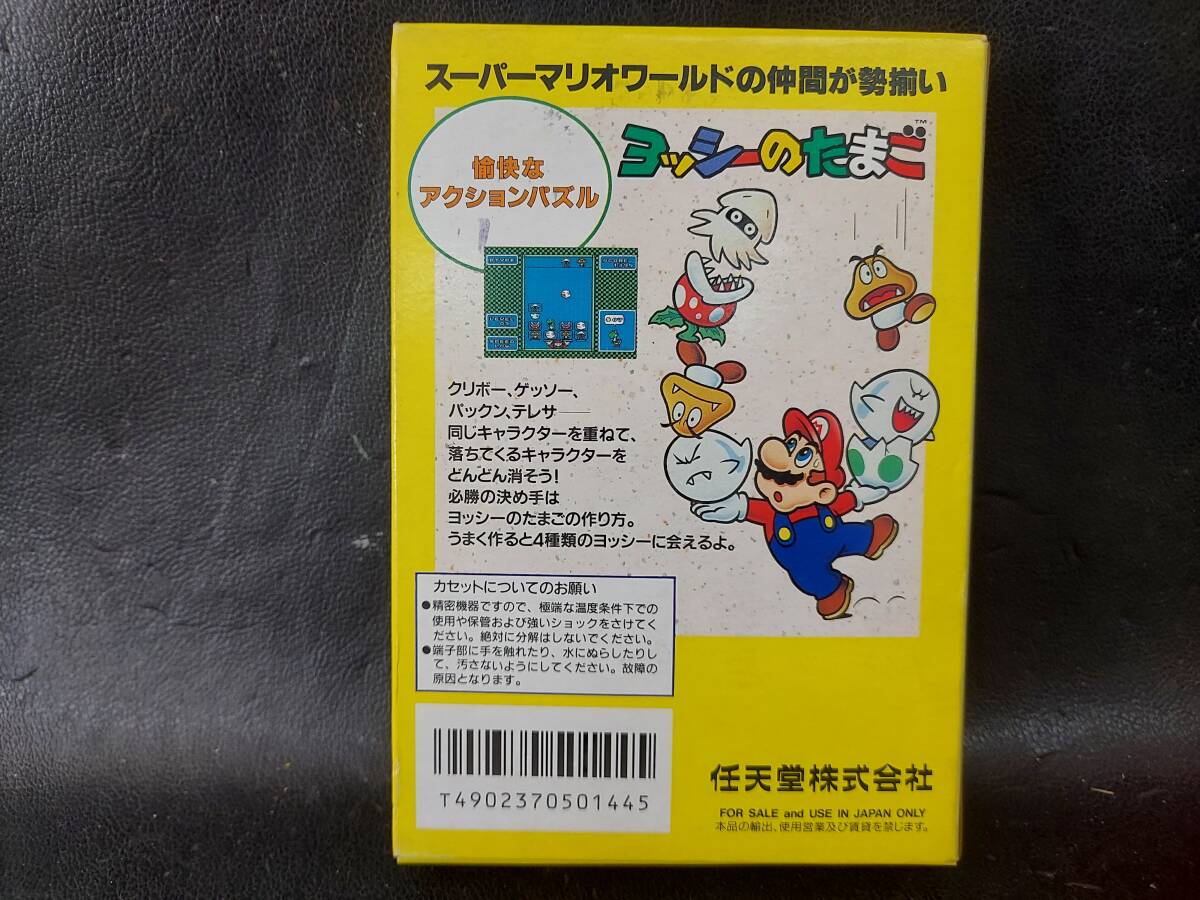 スーパーマリオワールドの仲間が勢揃い
愉快な
アクションパズル
ヨッシーのたまご™
クリボー、ゲッソー、
パックン、テレサ――
同じキャラクターを重ねて、
落ちてくるキャラクターを
どんどん消そう!
必勝の決め手は
ヨッシーのたまごの作り方。
うまく作ると4種類のヨッシーに会えるよ。
カセットについてのお願い
●精密機器ですので、極端な温度条件下での
使用や保管および強いショックをさけてく
ださい。絶対に分解はしないでください。
●端子部に手を触れたり、水にぬらしたりし
て、汚さないようにしてください。故障の
原因となります。
T4902370501445
任天堂株式会社
FOR SALE and USE IN JAPAN ONLY
本品の輸出、使用営業及び賃貸を禁じます。